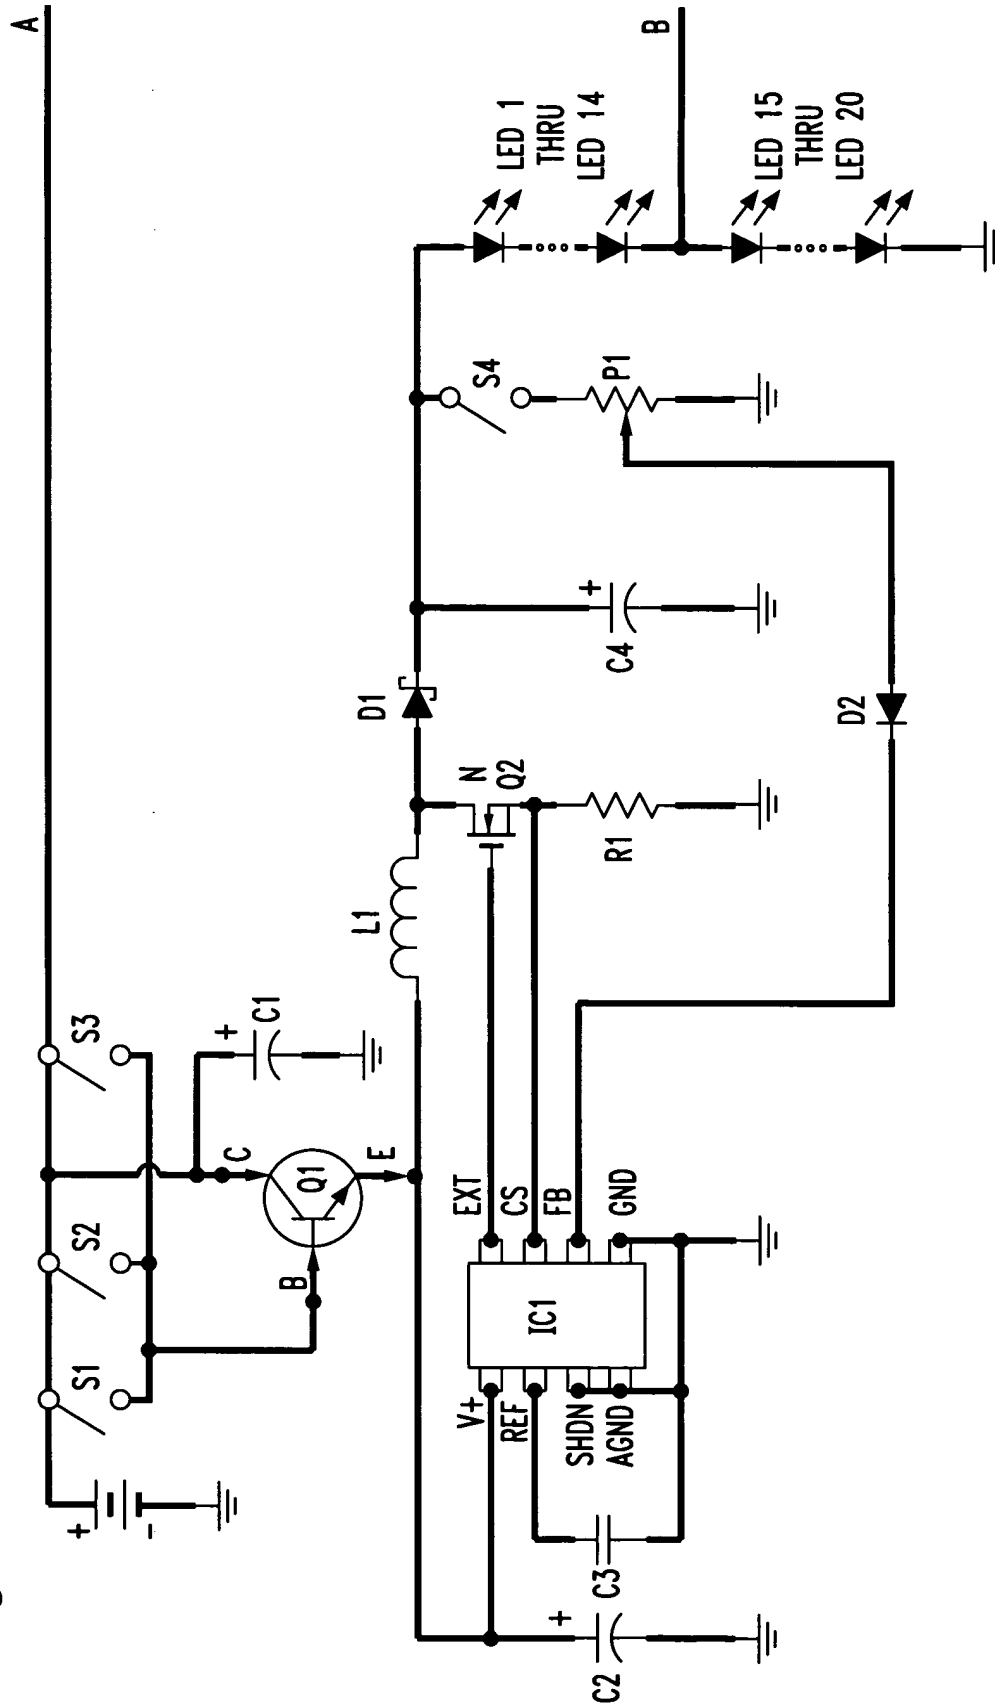 A
S1
S2
S3
+
-
C
Q1
B
E
+
C1
L1
D1
N
Q2
R1
+
C4
S4
P1
D2
LED 1
THRU
LED 14
B
LED 15
THRU
LED 20
V+
REF
SHDN
AGND
IC1
EXT
CS
FB
GND
+
C2
C3